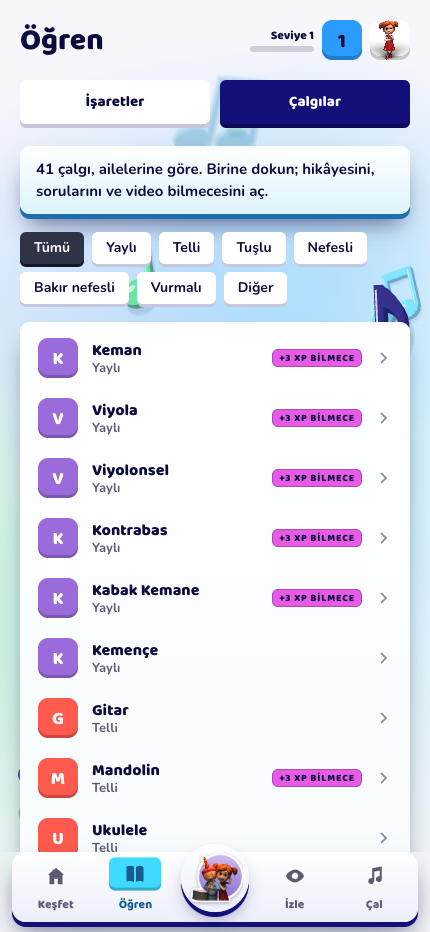 Öğren
Seviye 1
1
İşaretler
Çalgılar
41 çalgı, ailelerine göre. Birine dokun; hikâyesini,
sorularını ve video bilmecesini aç.
Tümü
Yaylı
Telli
Tuşlu
Nefesli
Bakır nefesli
Vurmalı
Diğer
K
Keman
Yaylı
+3 XP BİLMECE
V
Viyola
Yaylı
+3 XP BİLMECE
V
Viyolonsel
Yaylı
+3 XP BİLMECE
K
Kontrabas
Yaylı
+3 XP BİLMECE
K
Kabak Kemane
Yaylı
+3 XP BİLMECE
K
Kemençe
Yaylı
G
Gitar
Telli
M
Mandolin
Telli
+3 XP BİLMECE
U
Ukulele
Telli
Keşfet
Öğren
İzle
Çal